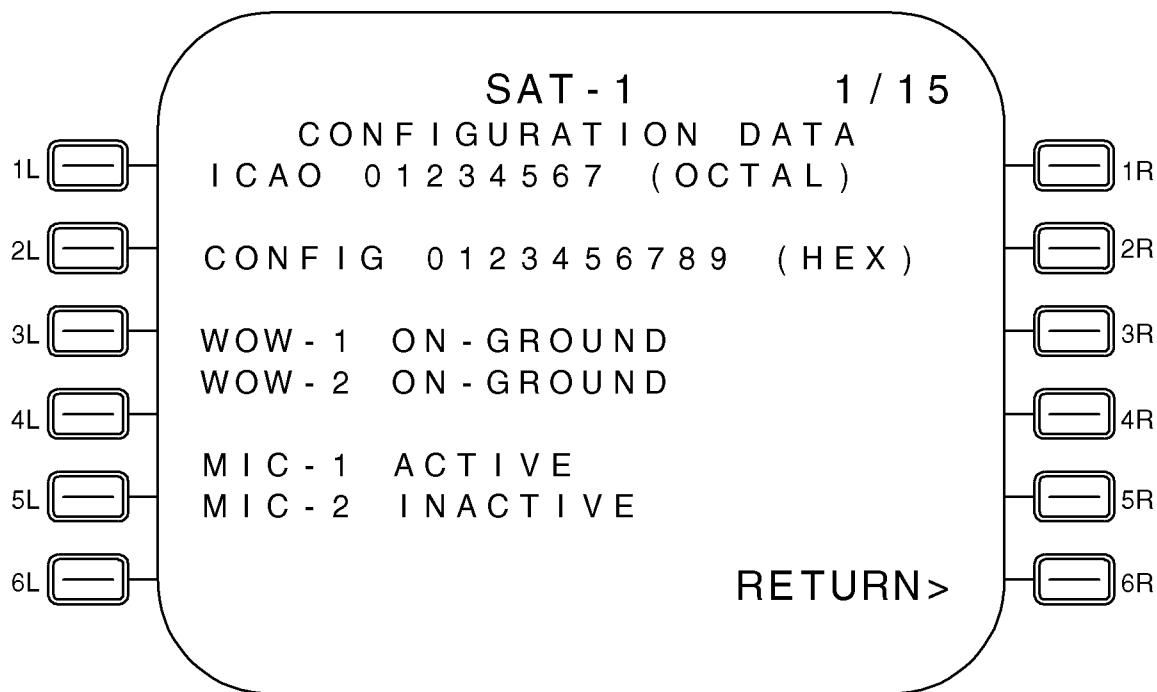 SAT-1 1/15
CONFIGURATION DATA
1L ICAO 01234567 (OCTAL) 1R
2L CONFIG 0123456789 (HEX) 2R
3L WOW-1 ON-GROUND 3R
WOW-2 ON-GROUND
4L 4R
MIC-1 ACTIVE
5L MIC-2 INACTIVE 5R
6L RETURN> 6R